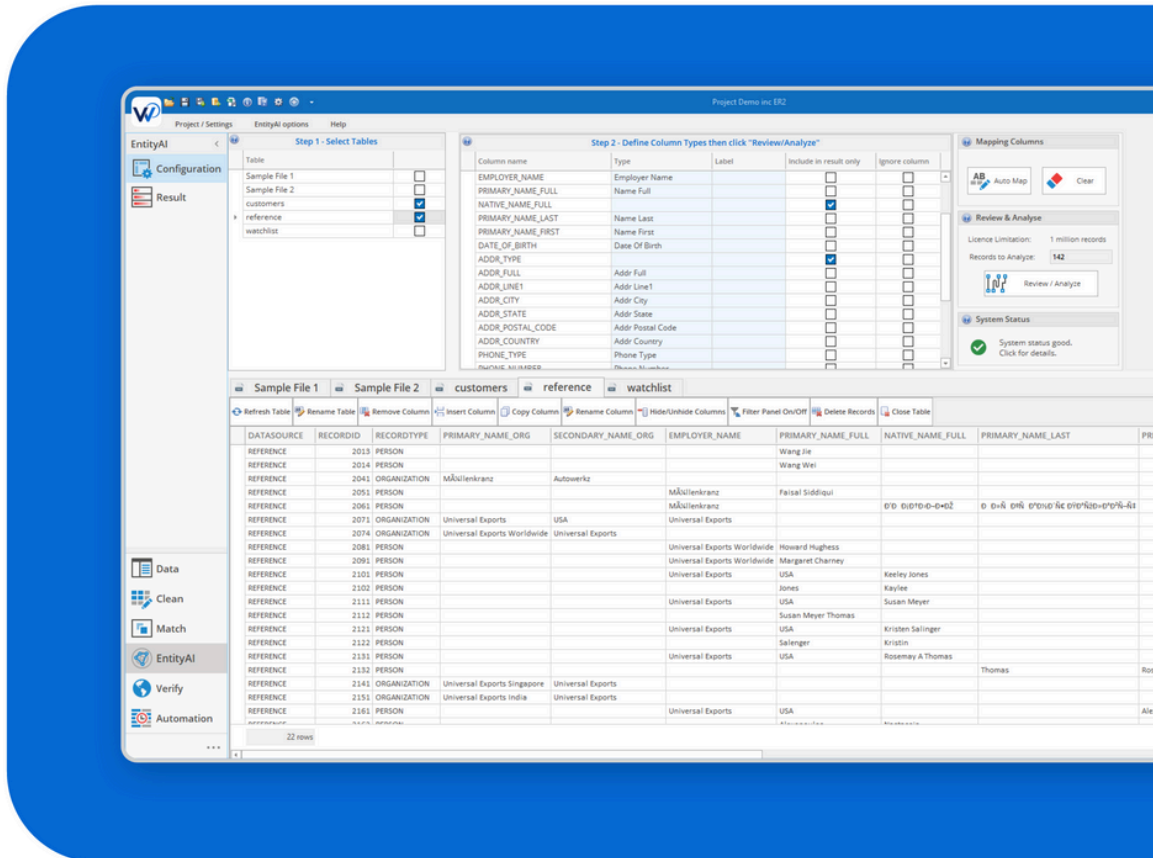 Project Demo inc ER2
Project / Settings EntityAI options Help
EntityAI
Configuration
Result
Step 1 - Select Tables
Table
Sample File 1
Sample File 2
customers
reference
watchlist
Step 2 - Define Column Types then click "Review/Analyze"
Column name Type Label Include in result only Ignore column
EMPLOYER_NAME Employer Name
PRIMARY_NAME_FULL Name Full
NATIVE_NAME_FULL
PRIMARY_NAME_LAST Name Last
PRIMARY_NAME_FIRST Name First
DATE_OF_BIRTH Date Of Birth
ADDR_TYPE
ADDR_FULL Addr Full
ADDR_LINE1 Addr Line1
ADDR_CITY Addr City
ADDR_STATE Addr State
ADDR_POSTAL_CODE Addr Postal Code
ADDR_COUNTRY Addr Country
PHONE_TYPE Phone Type
PHONE_NUMBER Phone Number
Mapping Columns
Auto Map Clear
Review & Analyse
Licence Limitation: 1 million records
Records to Analyze: 142
Review / Analyze
System Status
System status good.
Click for details.
Sample File 1 Sample File 2 customers reference watchlist
Refresh Table Rename Table Remove Column Insert Column Copy Column Rename Column Hide/Unhide Columns Filter Panel On/Off Delete Records Close Table
DATASOURCE RECORDID RECORDTYPE PRIMARY_NAME_ORG SECONDARY_NAME_ORG EMPLOYER_NAME PRIMARY_NAME_FULL NATIVE_NAME_FULL PRIMARY_NAME_LAST PRI
REFERENCE 2013 PERSON Wang Jie
REFERENCE 2014 PERSON Wang Wei
REFERENCE 2041 ORGANIZATION Autowerkz
REFERENCE 2051 PERSON Faisal Siddiqui
REFERENCE 2061 PERSON
REFERENCE 2071 ORGANIZATION Universal Exports USA Universal Exports
REFERENCE 2074 ORGANIZATION Universal Exports Worldwide Universal Exports
REFERENCE 2081 PERSON Universal Exports Worldwide Howard Hughess
REFERENCE 2091 PERSON Universal Exports Worldwide Margaret Charney
REFERENCE 2101 PERSON Universal Exports USA Keeley Jones
REFERENCE 2102 PERSON Jones Kaylee
REFERENCE 2111 PERSON Universal Exports USA Susan Meyer
REFERENCE 2112 PERSON Susan Meyer Thomas
REFERENCE 2121 PERSON Universal Exports USA Kristen Salinger
REFERENCE 2122 PERSON Salenger Kristin
REFERENCE 2131 PERSON Universal Exports USA Rosemay A Thomas
REFERENCE 2132 PERSON Thomas Ros
REFERENCE 2141 ORGANIZATION Universal Exports Singapore Universal Exports
REFERENCE 2151 ORGANIZATION Universal Exports India Universal Exports
REFERENCE 2161 PERSON Universal Exports USA Ale
22 rows
Data
Clean
Match
EntityAI
Verify
Automation